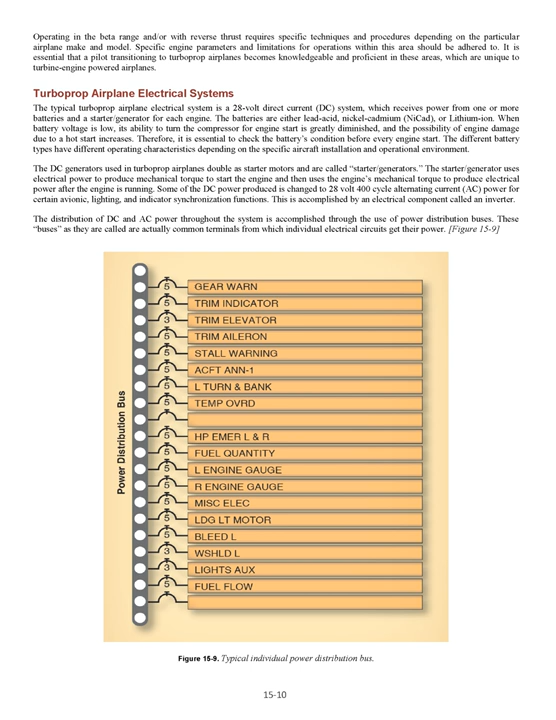 Operating in the beta range and/or with reverse thrust requires specific techniques and procedures depending on the particular
airplane make and model. Specific engine parameters and limitations for operations within this area should be adhered to. It is
essential that a pilot transitioning to turboprop airplanes becomes knowledgeable and proficient in these areas, which are unique to
turbine-engine powered airplanes.
Turboprop Airplane Electrical Systems
The typical turboprop airplane electrical system is a 28-volt direct current (DC) system, which receives power from one or more
batteries and a starter/generator for each engine. The batteries are either lead-acid, nickel-cadmium (NiCad), or Lithium-ion. When
battery voltage is low, its ability to turn the compressor for engine start is greatly diminished, and the possibility of engine damage
due to a hot start increases. Therefore, it is essential to check the battery's condition before every engine start. The different battery
types have different operating characteristics depending on the specific aircraft installation and operational environment.
The DC generators used in turboprop airplanes double as starter motors and are called “starter/generators.” The starter/generator uses
electrical power to produce mechanical torque to start the engine and then uses the engine's mechanical torque to produce electrical
power after the engine is running. Some of the DC power produced is changed to 28 volt 400 cycle alternating current (AC) power for
certain avionic, lighting, and indicator synchronization functions. This is accomplished by an electrical component called an inverter.
The distribution of DC and AC power throughout the system is accomplished through the use of power distribution buses. These
“buses” as they are called are actually common terminals from which individual electrical circuits get their power. [Figure 15-9]
Power Distribution Bus
5 GEAR WARN
5 TRIM INDICATOR
3 TRIM ELEVATOR
5 TRIM AILERON
5 STALL WARNING
5 ACFT ANN-1
5 L TURN & BANK
5 TEMP OVRD
5 HP EMER L & R
5 FUEL QUANTITY
5 L ENGINE GAUGE
5 R ENGINE GAUGE
5 MISC ELEC
5 LDG LT MOTOR
5 BLEED L
3 WSHLD L
3 LIGHTS AUX
5 FUEL FLOW
Figure 15-9. Typical individual power distribution bus.
15-10